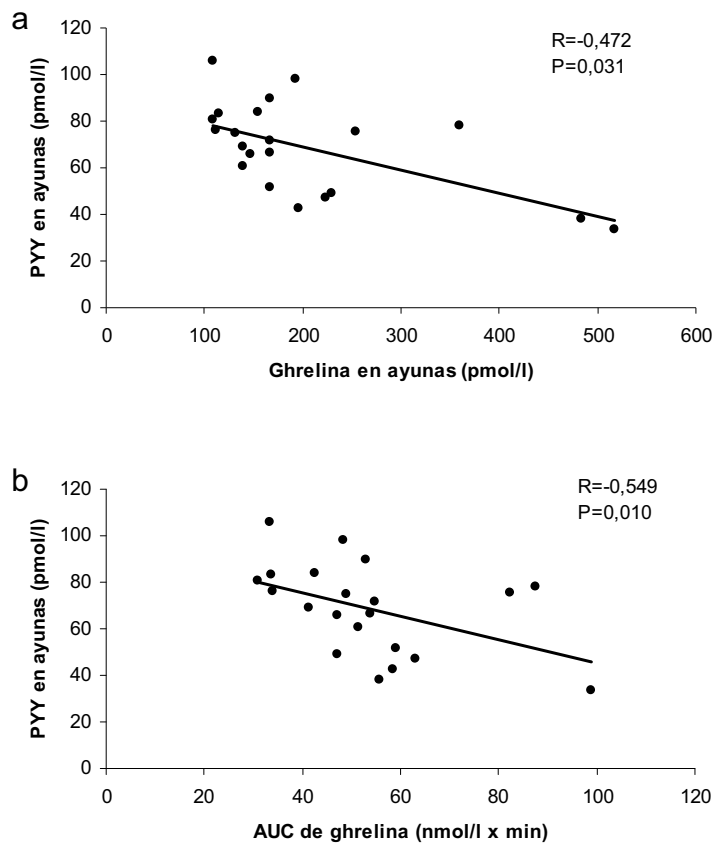 a
R=-0,472
P=0,031
PYY en ayunas (pmol/l)
120
100
80
60
40
20
0
0 100 200 300 400 500 600
Ghrelina en ayunas (pmol/l)
b
R=-0,549
P=0,010
PYY en ayunas (pmol/l)
120
100
80
60
40
20
0
0 20 40 60 80 100 120
AUC de ghrelina (nmol/l x min)